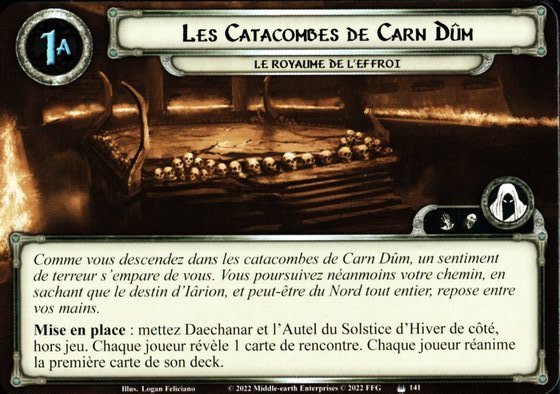 1A
Les Catacombes de Carn Dûm
Le Royaume de l'Effroi
Comme vous descendez dans les catacombes de Carn Dûm, un sentiment
de terreur s'empare de vous. Vous poursuivez néanmoins votre chemin, en
sachant que le destin d'Iârion, et peut-être du Nord tout entier, repose entre
vos mains.
Mise en place : mettez Daechanar et l'Autel du Solstice d'Hiver de côté,
hors jeu. Chaque joueur révèle 1 carte de rencontre. Chaque joueur réanime
la première carte de son deck.
Illus. Logan Feliciano © 2022 Middle-earth Enterprises © 2022 FFG 141